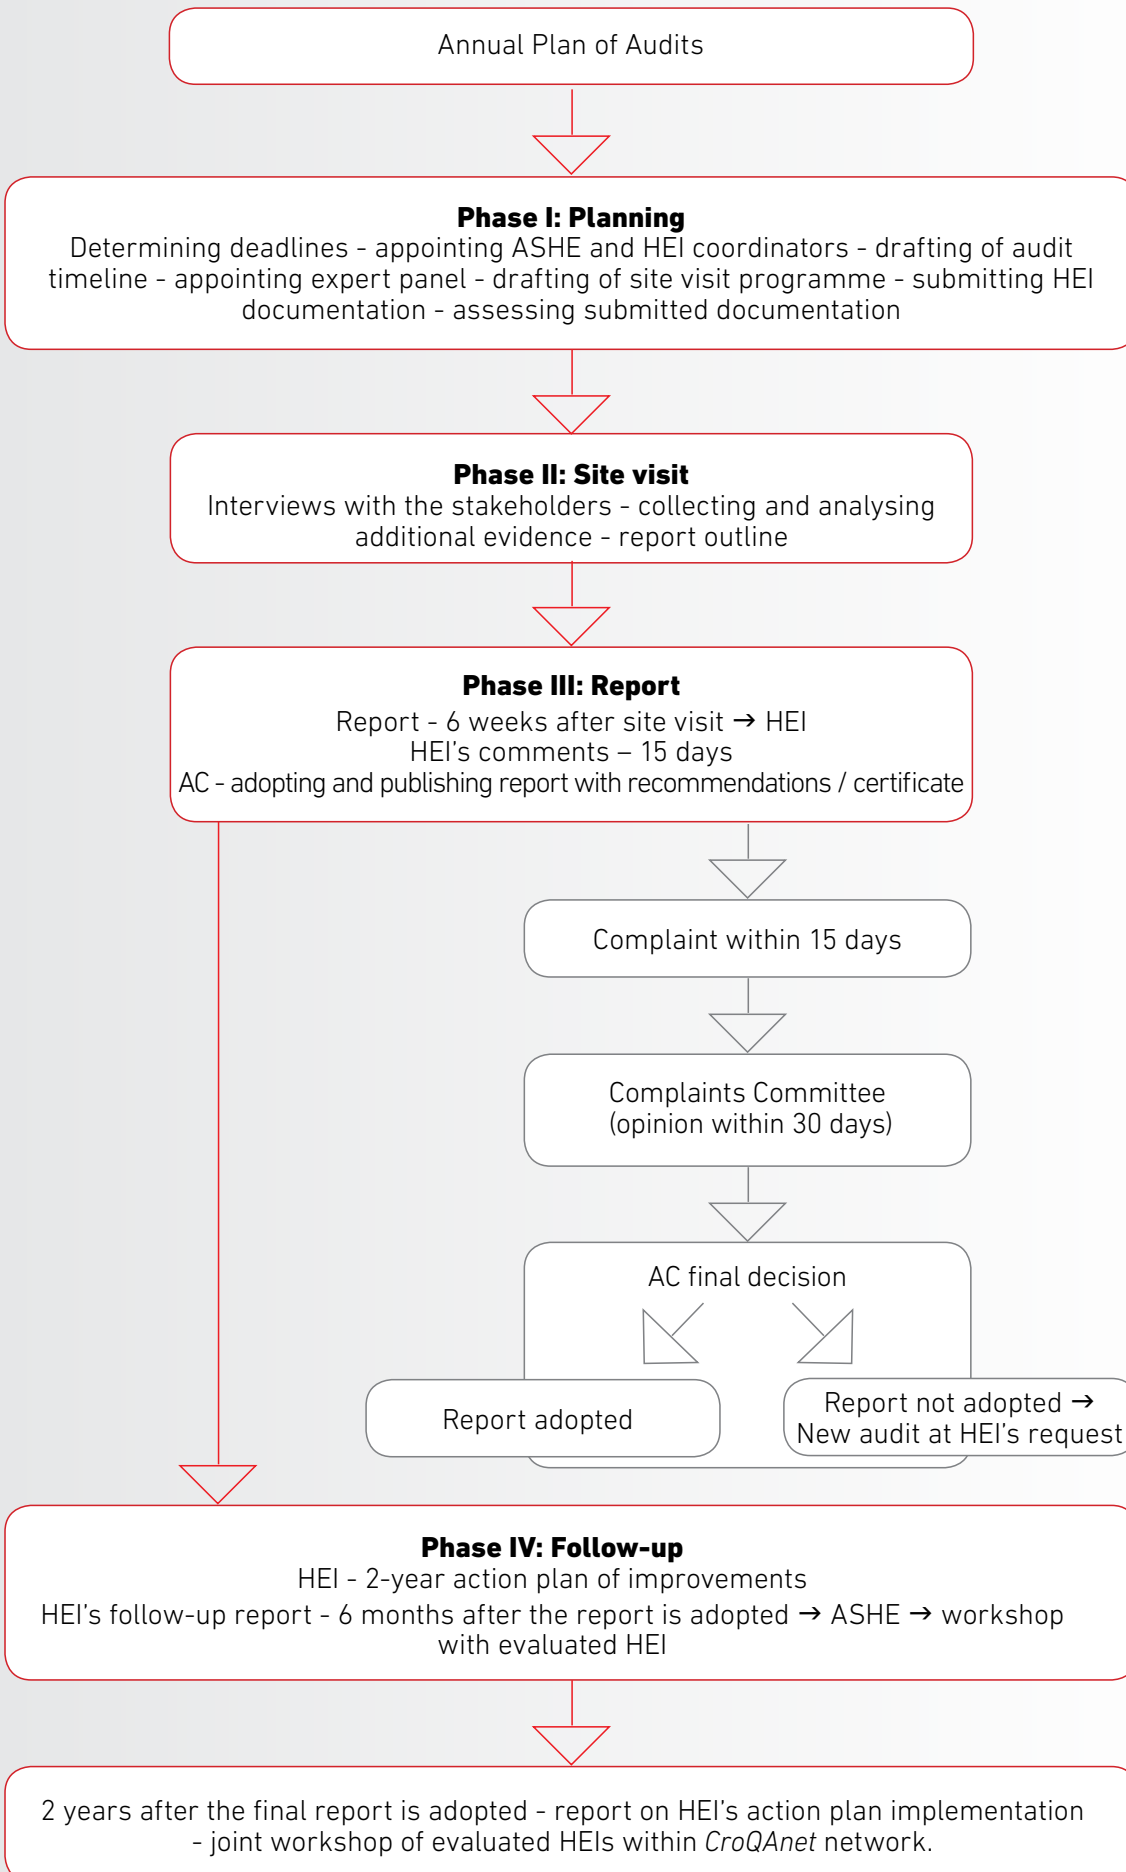 Annual Plan of Audits
Phase I: Planning
Determining deadlines - appointing ASHE and HEI coordinators - drafting of audit
timeline - appointing expert panel - drafting of site visit programme - submitting HEI
documentation - assessing submitted documentation
Phase II: Site visit
Interviews with the stakeholders - collecting and analysing
additional evidence - report outline
Phase III: Report
Report - 6 weeks after site visit → HEI
HEI's comments – 15 days
AC - adopting and publishing report with recommendations / certificate
Complaint within 15 days
Complaints Committee
(opinion within 30 days)
AC final decision
Report adopted
Report not adopted →
New audit at HEI's request
Phase IV: Follow-up
HEI - 2-year action plan of improvements
HEI's follow-up report - 6 months after the report is adopted → ASHE → workshop
with evaluated HEI
2 years after the final report is adopted - report on HEI's action plan implementation
- joint workshop of evaluated HEIs within CroQAnet network.